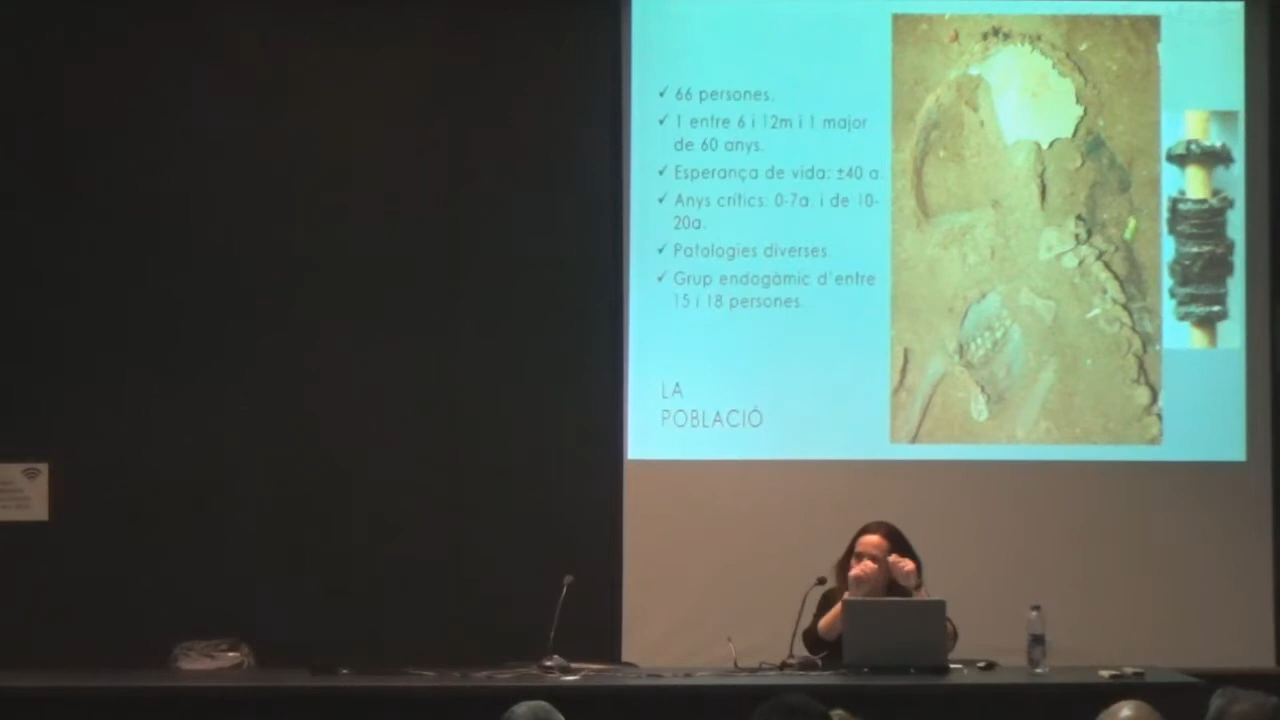 ✓ 66 persones.
✓ 1 entre 6 i 12m i 1 major
de 60 anys.
✓ Esperança de vida: ±40 a.
✓ Anys crítics: 0-7a. i de 10-
20a.
✓ Patologies diverses
✓ Grup endogàmic d'entre
15 i 18 persones.
LA
POBLACIÓ